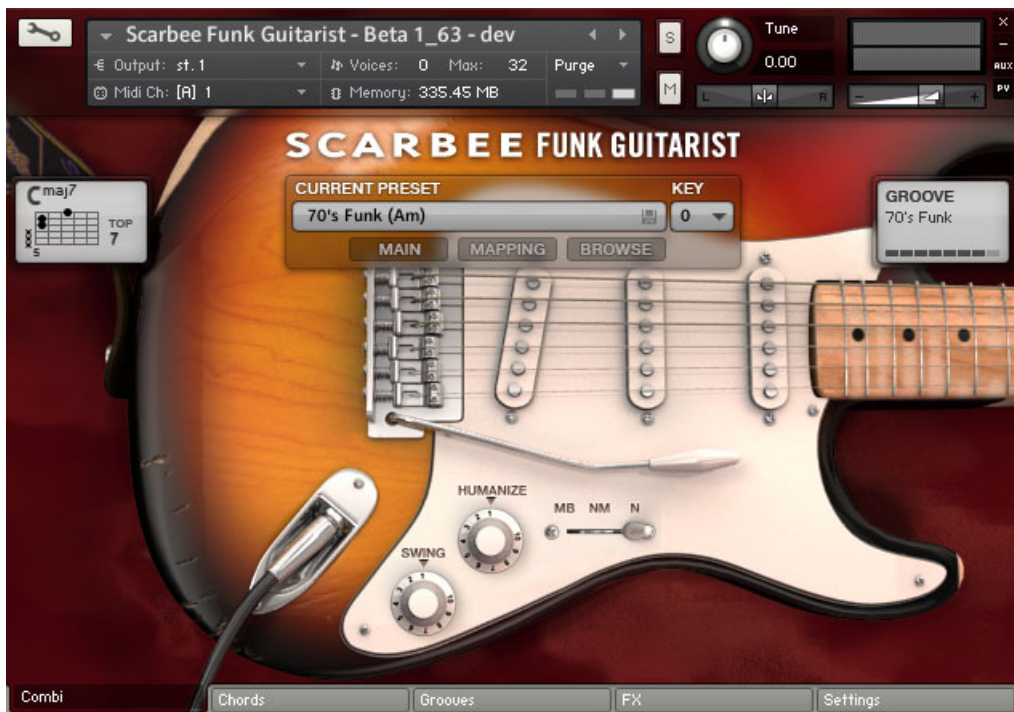 Scarbee Funk Guitarist - Beta 1_63 - dev
S
Tune
×
Output: st.1
Voices: 0 Max: 32
Purge
0.00
AUX
Midi Ch: [A] 1
Memory: 335.45 MB
M
L
R
-
+
PV
SCARBEE FUNK GUITARIST
Cmaj7
CURRENT PRESET
KEY
GROOVE
TOP
70's Funk (Am)
0
70's Funk
xxx
7
5
MAIN
MAPPING
BROWSE
HUMANIZE
MB NM N
SWING
Combi
Chords
Grooves
FX
Settings